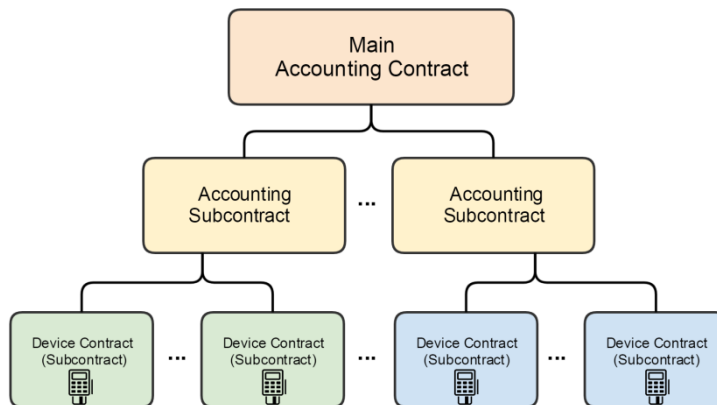 Main
Accounting Contract
Accounting
Subcontract
...
Accounting
Subcontract
Device Contract
(Subcontract)
...
Device Contract
(Subcontract)
...
Device Contract
(Subcontract)
...
Device Contract
(Subcontract)